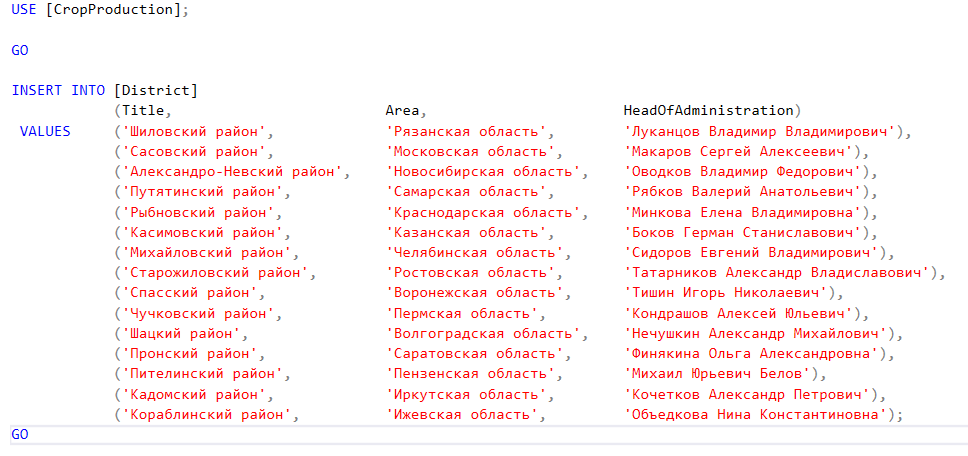 USE [CropProduction];
GO
INSERT INTO [District]
(Title, Area, HeadOfAdministration)
VALUES ('Шиловский район', 'Рязанская область', 'Луканцов Владимир Владимирович'),
('Сасовский район', 'Московская область', 'Макаров Сергей Алексеевич'),
('Александро-Невский район', 'Новосибирская область', 'Оводков Владимир Федорович'),
('Путятинский район', 'Самарская область', 'Рябков Валерий Анатольевич'),
('Рыбновский район', 'Краснодарская область', 'Минкова Елена Владимировна'),
('Касимовский район', 'Казанская область', 'Боков Герман Станиславович'),
('Михайловский район', 'Челябинская область', 'Сидоров Евгений Владимирович'),
('Старожиловский район', 'Ростовская область', 'Татарников Александр Владиславович'),
('Спасский район', 'Воронежская область', 'Тишин Игорь Николаевич'),
('Чучковский район', 'Пермская область', 'Кондрашов Алексей Юльевич'),
('Шацкий район', 'Волгоградская область', 'Нечушкин Александр Михайлович'),
('Пронский район', 'Саратовская область', 'Финякина Ольга Александровна'),
('Пителинский район', 'Пензенская область', 'Михаил Юрьевич Белов'),
('Кадомский район', 'Иркутская область', 'Кочетков Александр Петрович'),
('Кораблинский район', 'Ижевская область', 'Объедкова Нина Константиновна');
GO